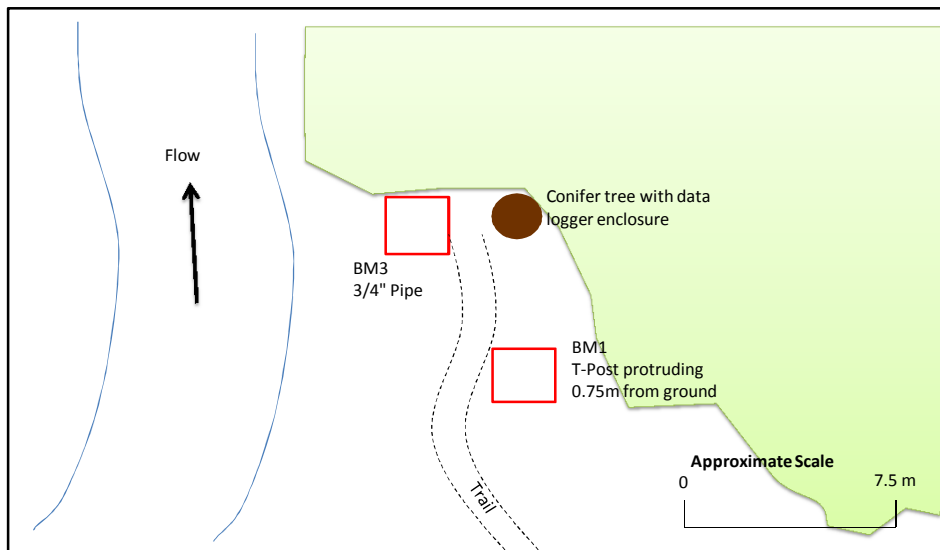 Flow
Conifer tree with data
logger enclosure
BM3
3/4" Pipe
BM1
T-Post protruding
0.75m from ground
Approximate Scale
0
7.5 m
Trail